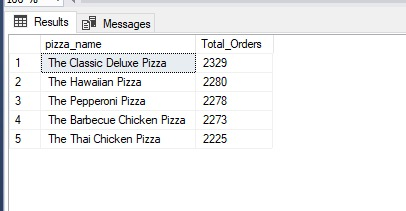 Results Messages
pizza_name Total_Orders
1 The Classic Deluxe Pizza 2329
2 The Hawaiian Pizza 2280
3 The Pepperoni Pizza 2278
4 The Barbecue Chicken Pizza 2273
5 The Thai Chicken Pizza 2225